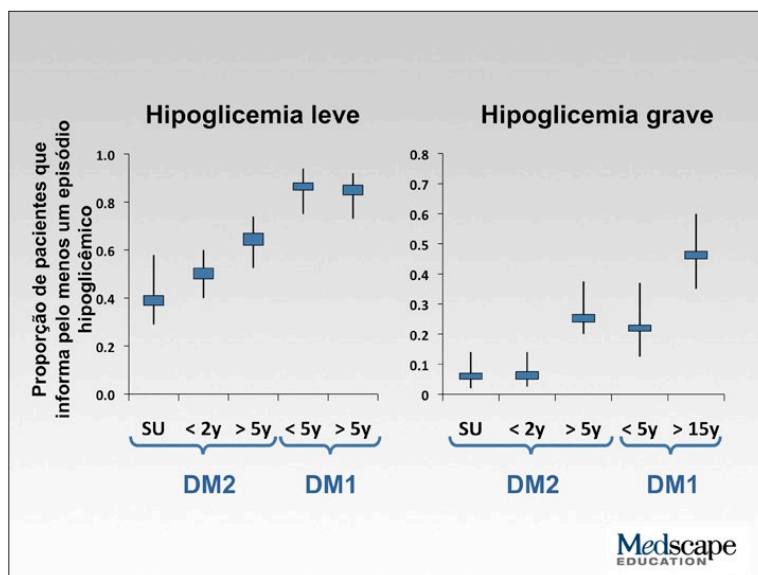 Hipoglicemia leve
Proporção de pacientes que
informa pelo menos um episódio
hipoglicêmico
1.0
0.8
0.6
0.4
0.2
0.0
SU < 2y > 5y < 5y > 5y
DM2 DM1
Hipoglicemia grave
0.8
0.7
0.6
0.5
0.4
0.3
0.2
0.1
0
SU < 2y > 5y < 5y > 15y
DM2 DM1
Medscape
EDUCATION